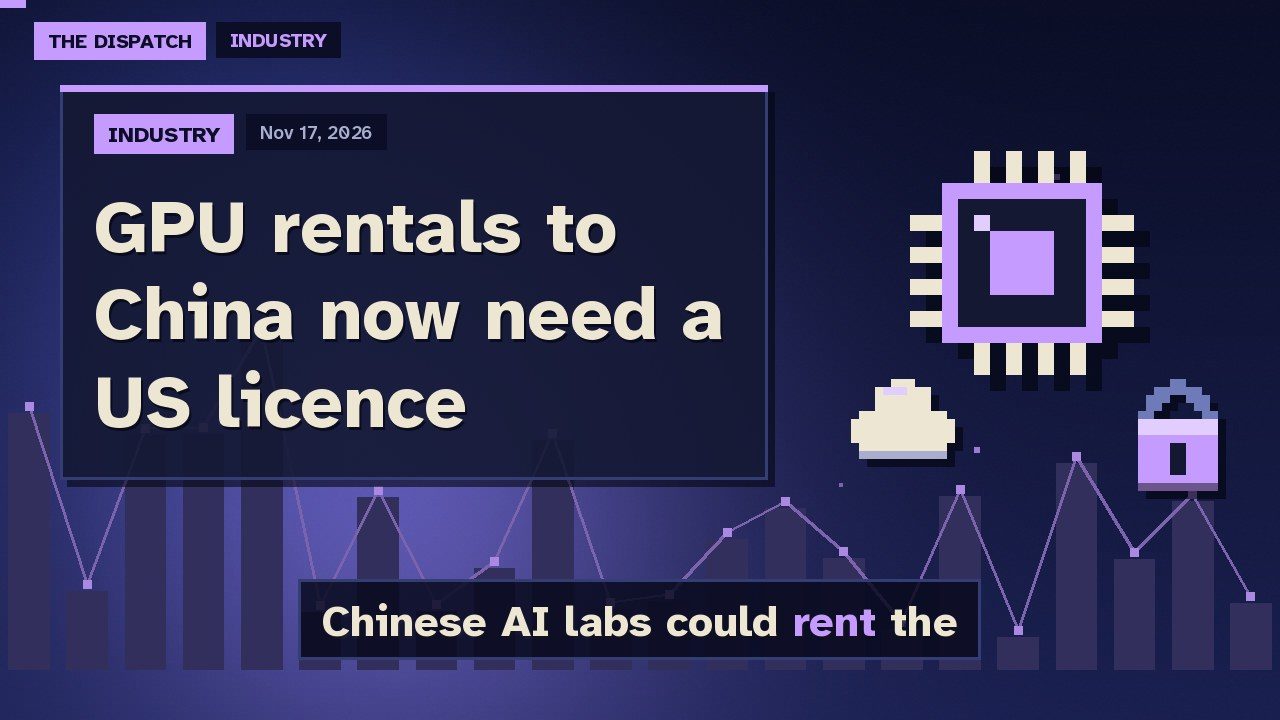 THE DISPATCH
INDUSTRY
INDUSTRY
Nov 17, 2026
GPU rentals to
China now need a
US licence
Chinese AI labs could rent the